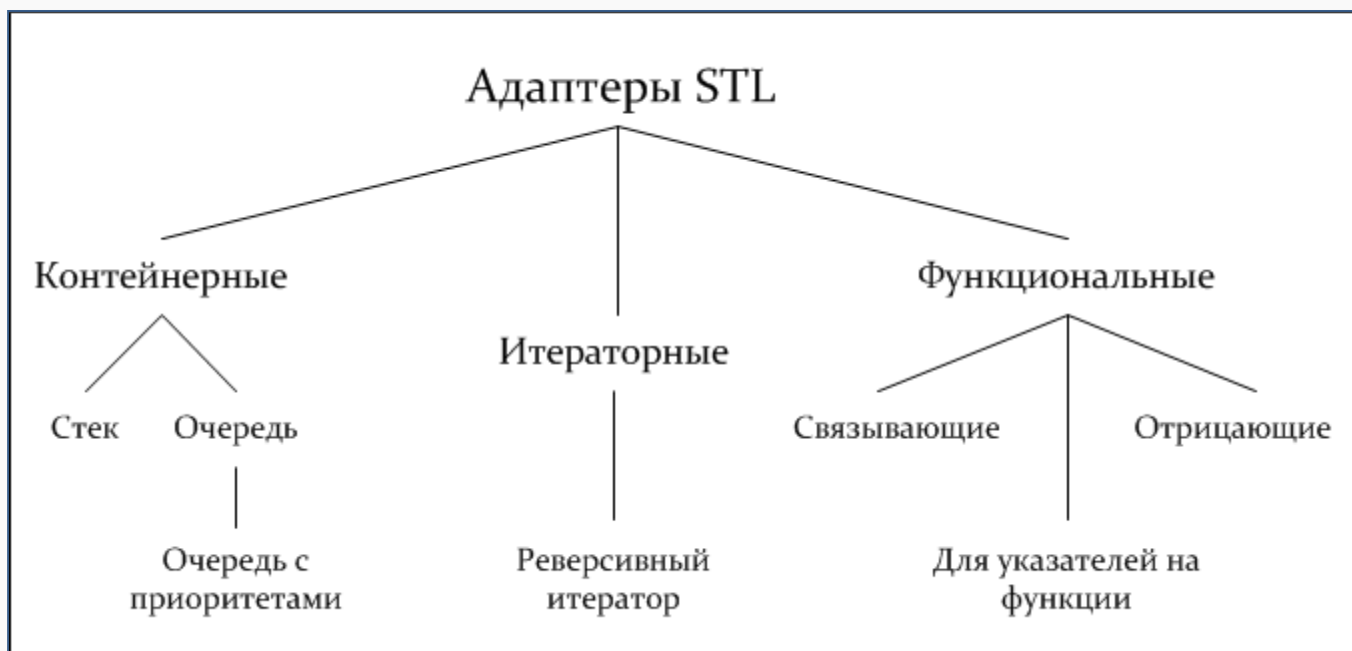 Адаптеры STL
Контейнерные
Функциональные
Итераторные
Стек
Очередь
Связывающие
Отрицающие
Очередь с
приоритетами
Реверсивный
итератор
Для указателей на
функции